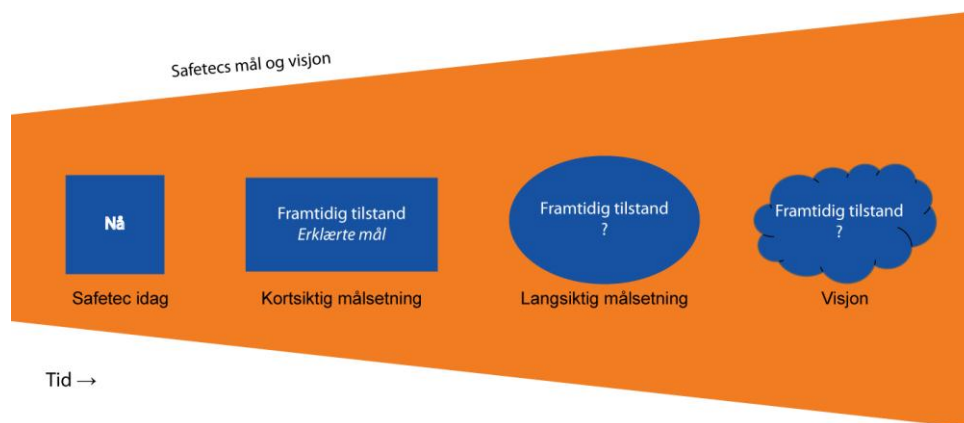 Safetecs mål og visjon
Nå
Framtidig tilstand
Erklærte mål
Framtidig tilstand
?
Framtidig tilstand
?
Safetec idag
Kortsiktig målsetning
Langsiktig målsetning
Visjon
Tid →